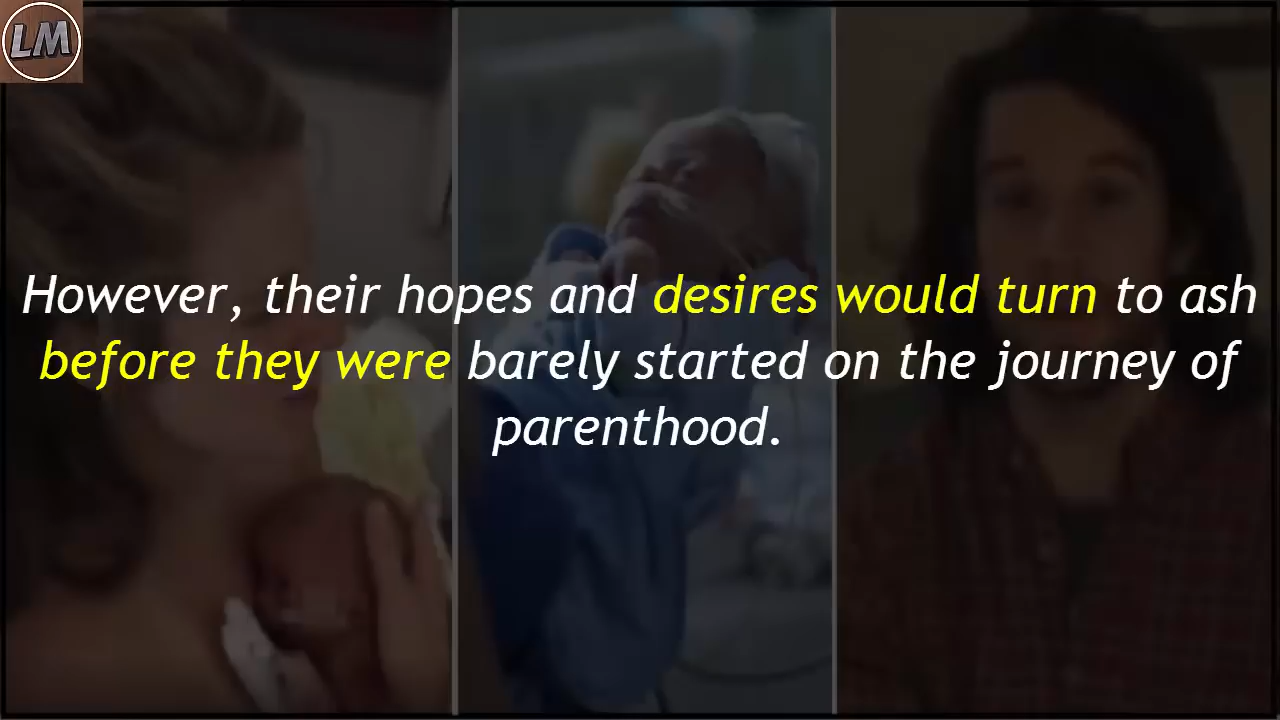 LM
However, their hopes and desires would turn to ash
before they were barely started on the journey of
parenthood.